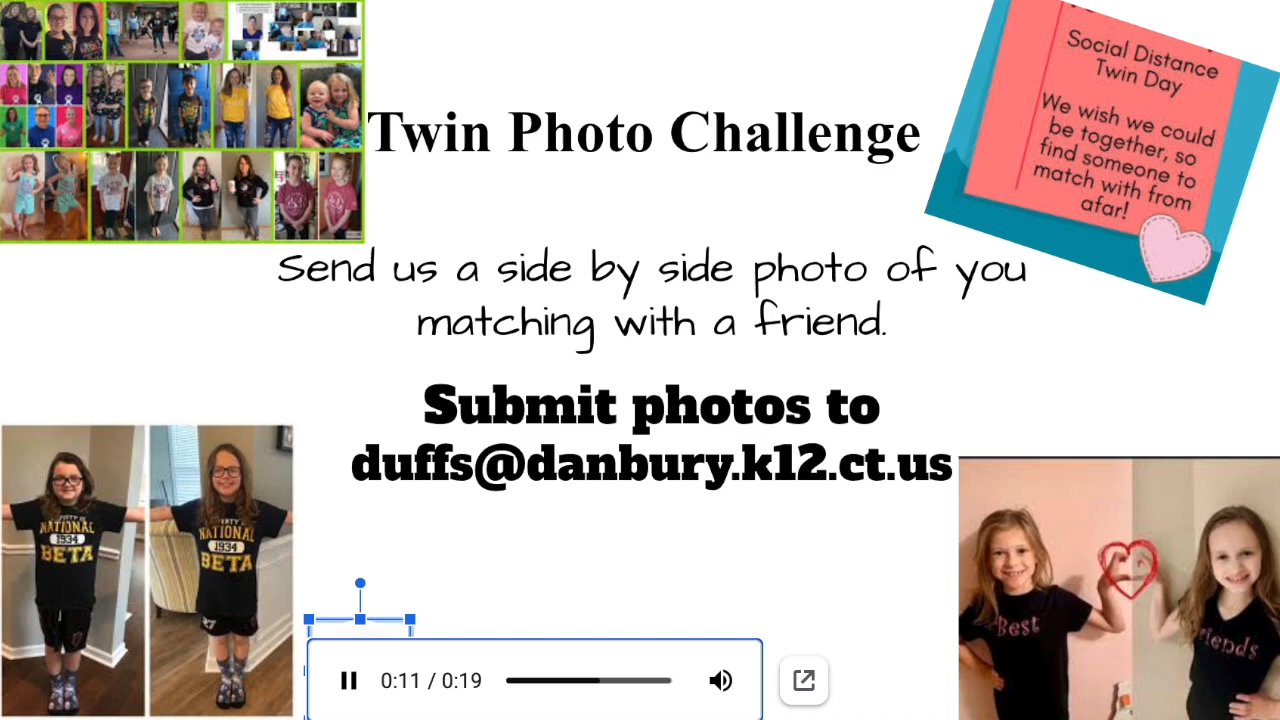 Twin Photo Challenge
Social Distance
Twin Day
We wish we could
be together, so
find someone to
match with from
afar!
Send us a side by side photo of you
matching with a friend.
Submit photos to
duffs@danbury.k12.ct.us
NATIONAL
1934
BETA
NATIONAL
1934
BETA
Best
riends
0:11 / 0:19